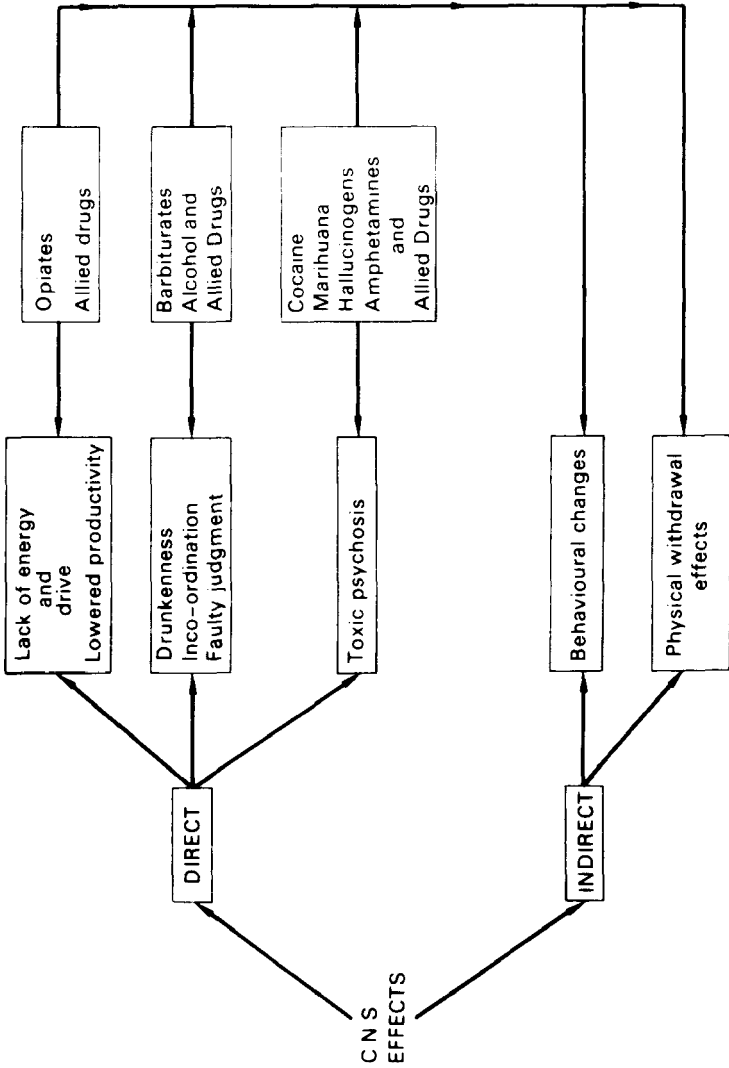 C N S
EFFECTS
DIRECT
INDIRECT
Lack of energy
and
drive
Lowered productivity
Drunkenness
Inco-ordination
Faulty judgment
Toxic psychosis
Behavioural changes
Physical withdrawal
effects
Opiates
Allied drugs
Barbiturates
Alcohol and
Allied Drugs
Cocaine
Marihuana
Hallucinogens
Amphetamines
and
Allied Drugs